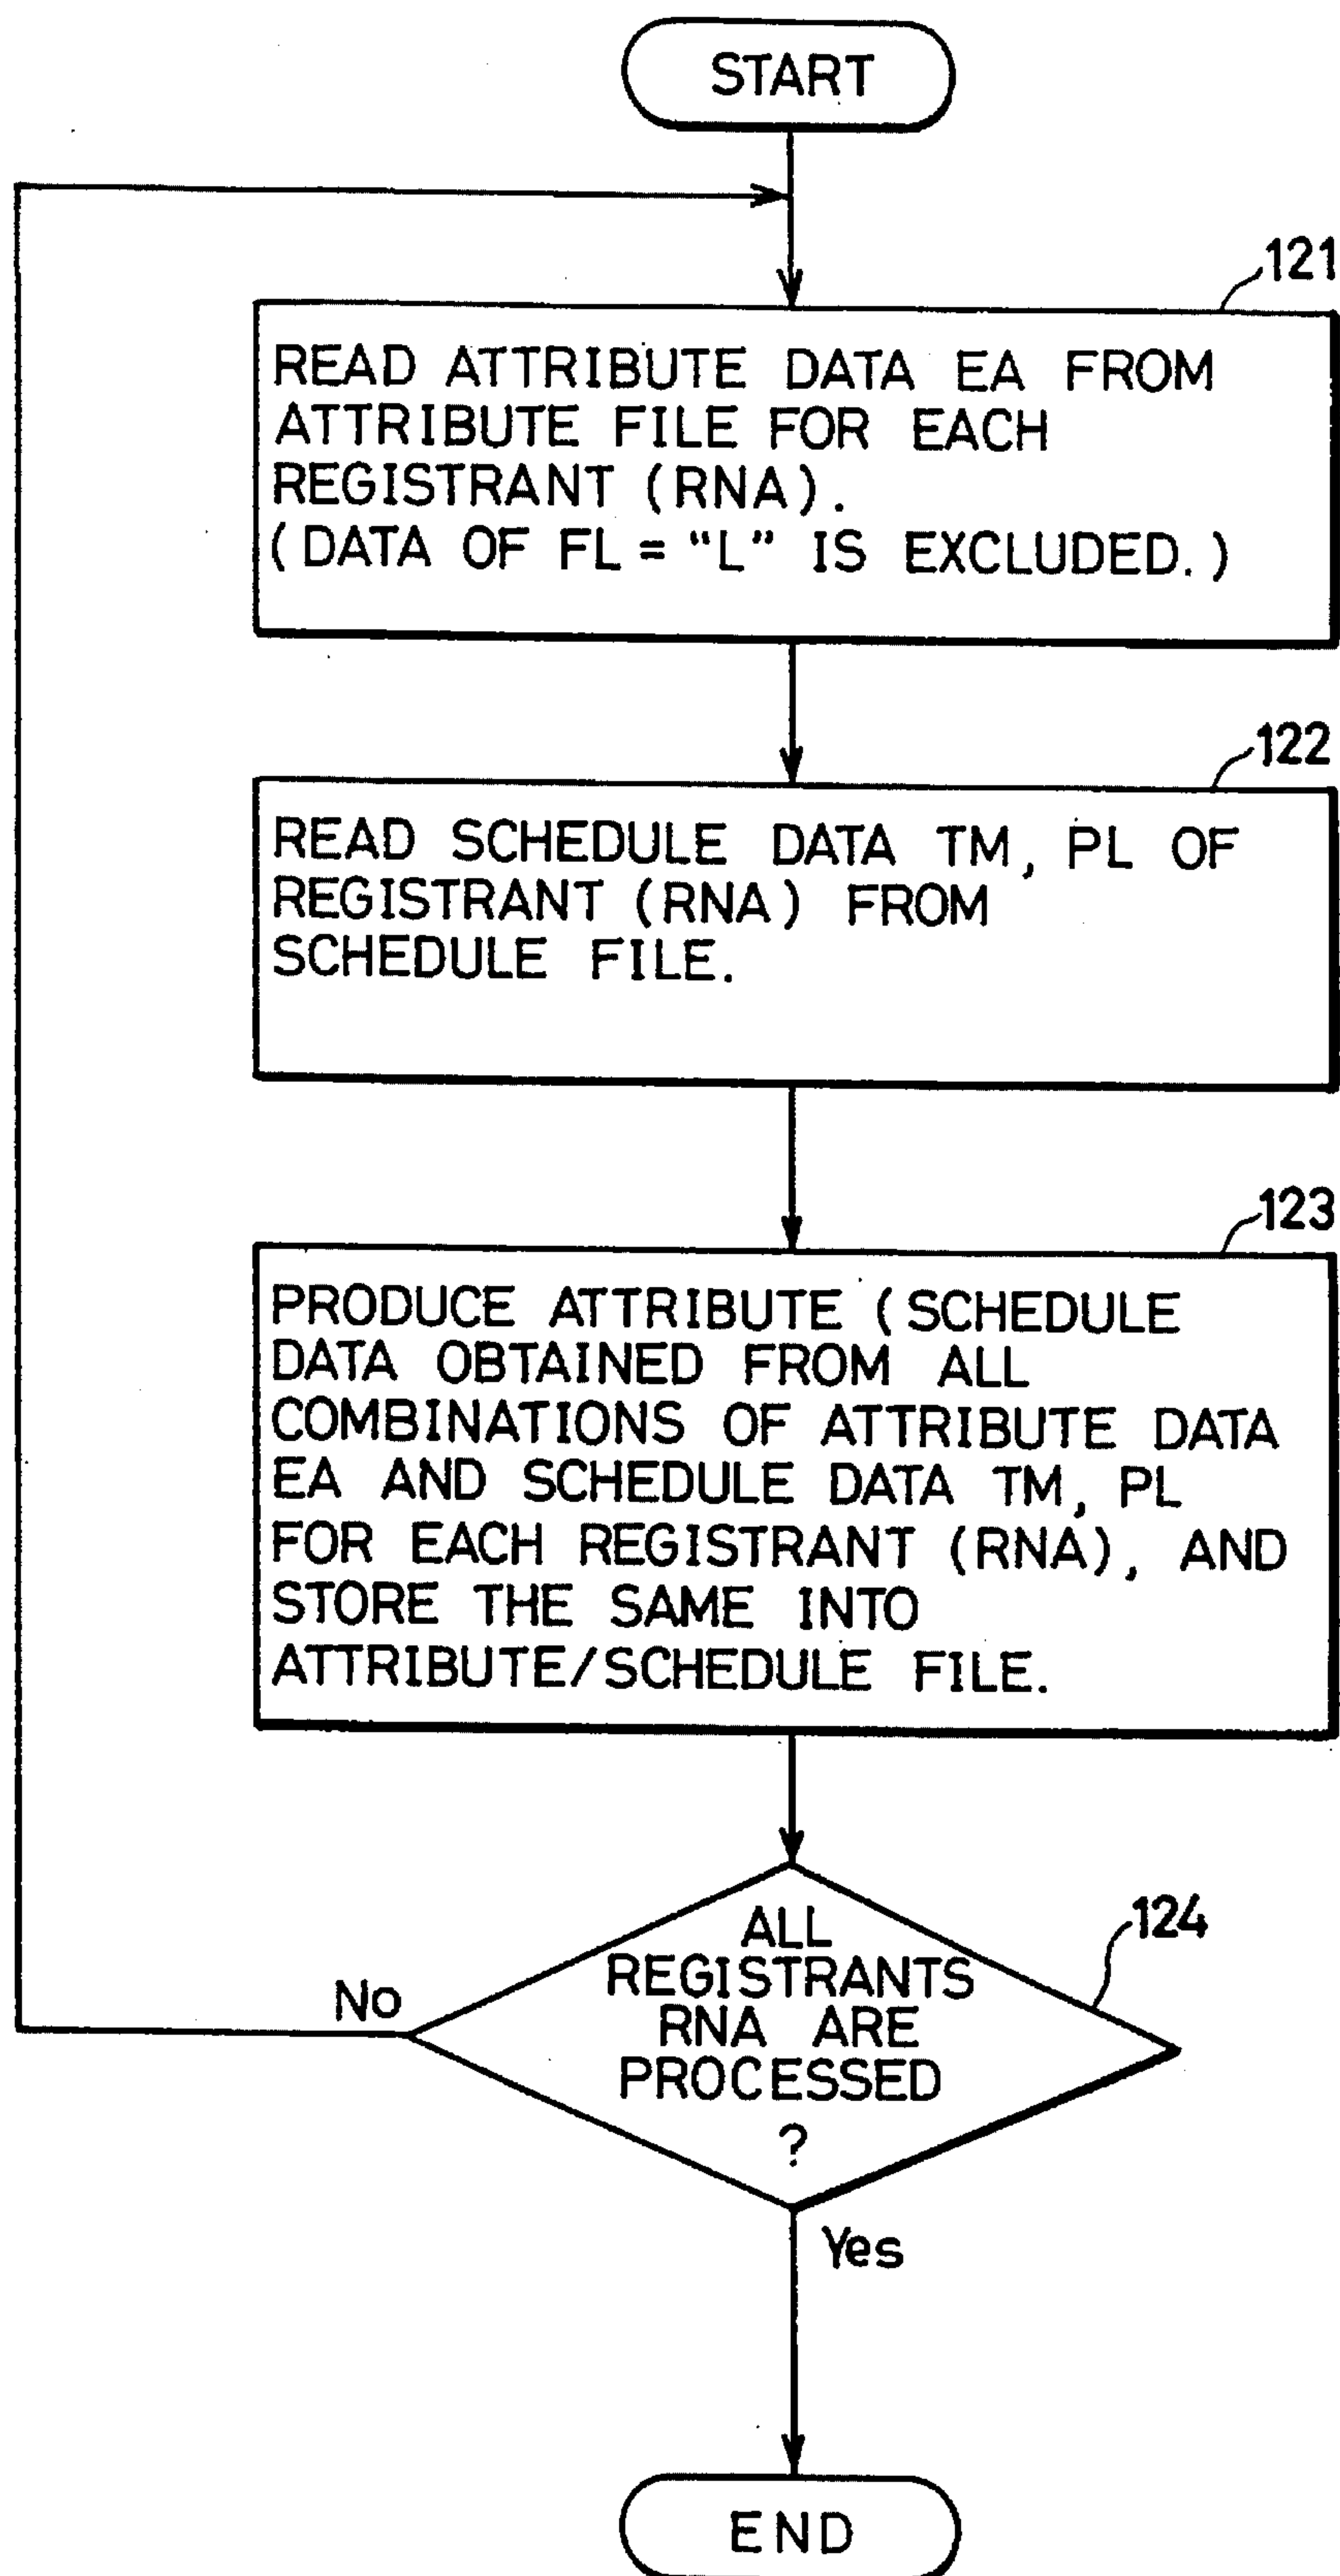 START
121
READ ATTRIBUTE DATA EA FROM
ATTRIBUTE FILE FOR EACH
REGISTRANT (RNA).
(DATA OF FL = “L” IS EXCLUDED.)
122
READ SCHEDULE DATA TM, PL OF
REGISTRANT (RNA) FROM
SCHEDULE FILE.
123
PRODUCE ATTRIBUTE (SCHEDULE
DATA OBTAINED FROM ALL
COMBINATIONS OF ATTRIBUTE DATA
EA AND SCHEDULE DATA TM, PL
FOR EACH REGISTRANT (RNA), AND
STORE THE SAME INTO
ATTRIBUTE/SCHEDULE FILE.
124
ALL
REGISTRANTS
RNA ARE
PROCESSED
?
No
Yes
END